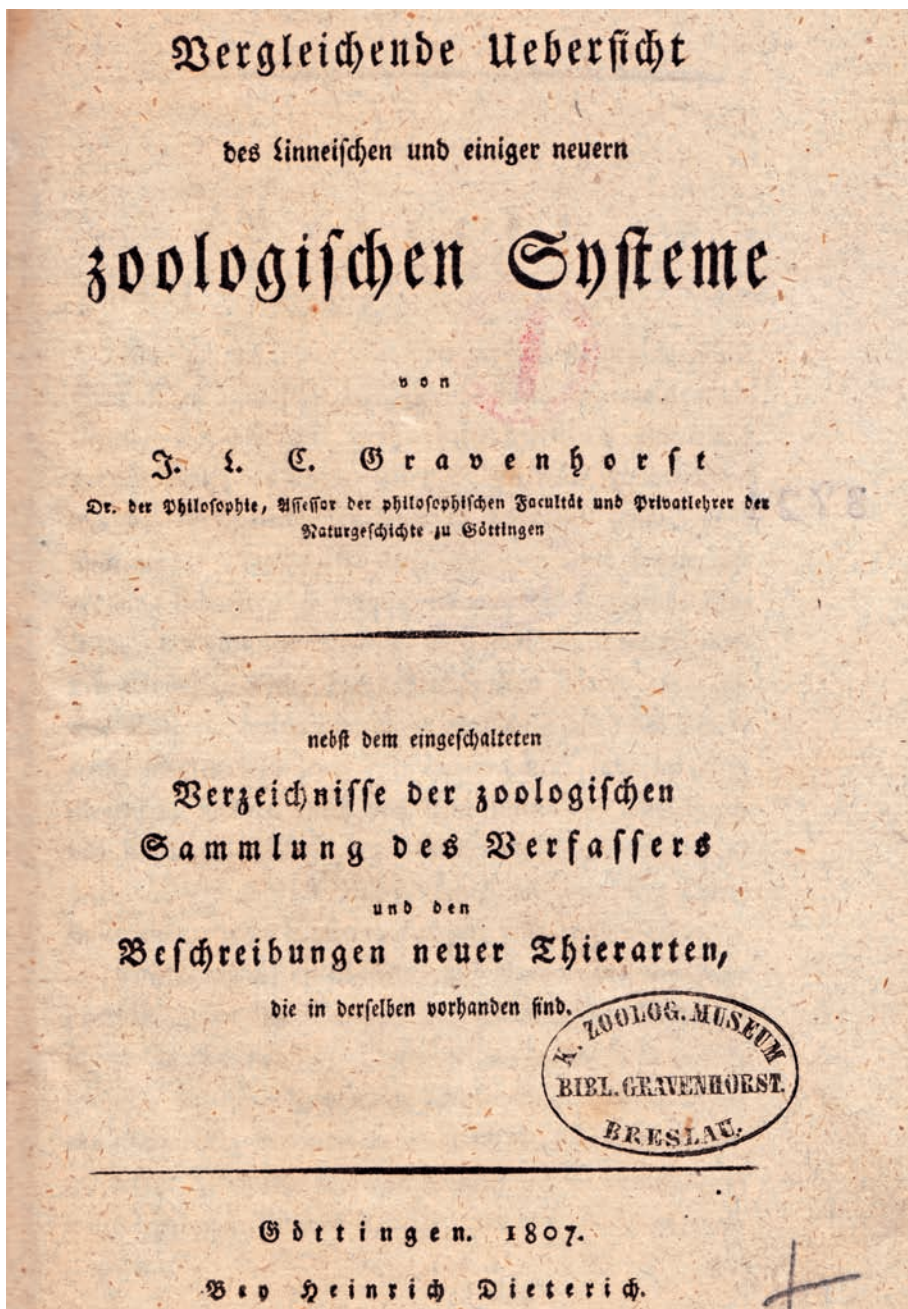 Vergleichende Uebersicht
des Linneischen und einiger neuern
zoologischen Systeme
von
J. L. C. Gravenhorst
Dr. der Philosophie, Assessor der philosophischen Facultät und Privatlehrer der
Naturgeschichte zu Göttingen
nebst dem eingeschalteten
Verzeichnisse der zoologischen
Sammlung des Verfassers
und den
Beschreibungen neuer Thierarten,
die in derselben vorhanden sind.
K. ZOOLOG. MUSEUM
BIBL. GRAVENHORST.
BRESLAU.
Göttingen. 1807.
Bey Heinrich Dieterich.